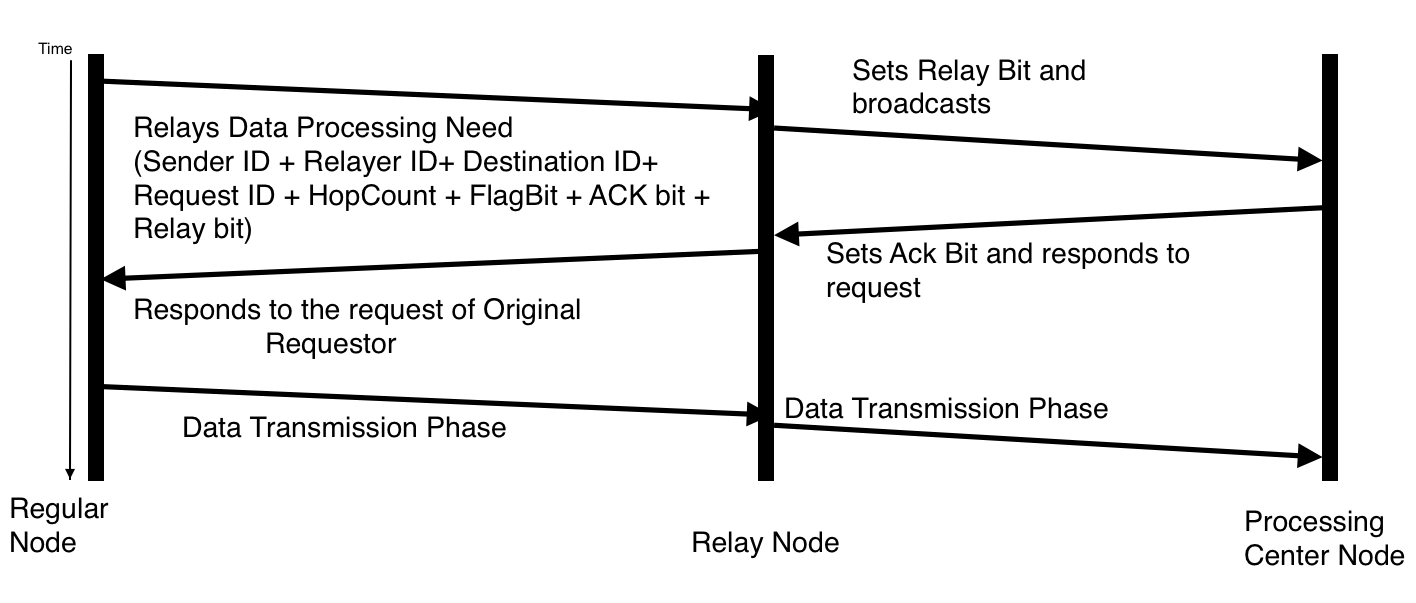 Time
Sets Relay Bit and
broadcasts
Relays Data Processing Need
(Sender ID + Relayer ID+ Destination ID+
Request ID + HopCount + FlagBit + ACK bit +
Relay bit)
Sets Ack Bit and responds to
request
Responds to the request of Original
Requestor
Data Transmission Phase
Data Transmission Phase
Regular
Node
Relay Node
Processing
Center Node